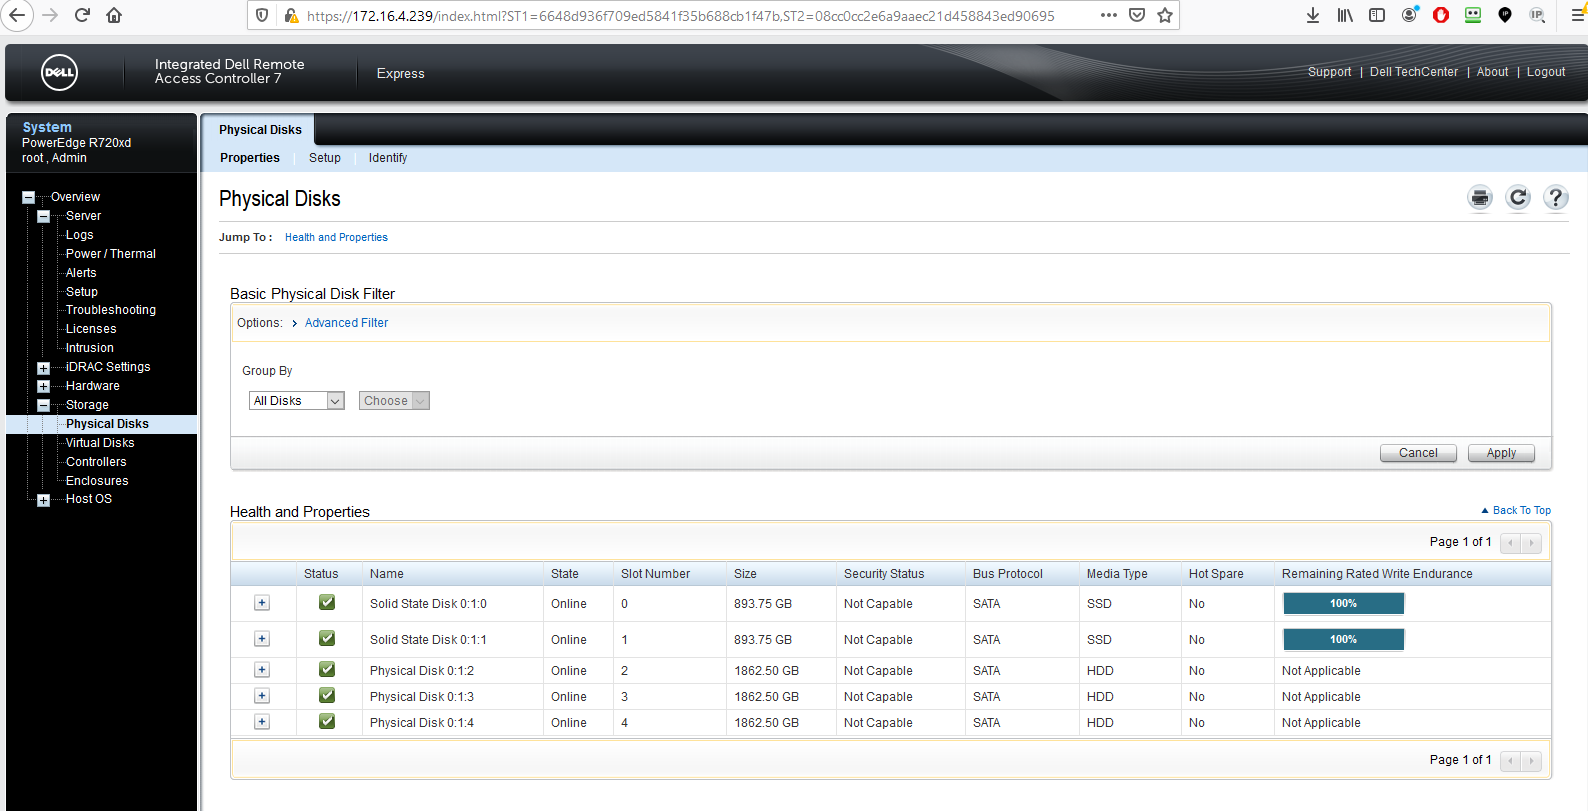 https://172.16.4.239/index.html?ST1=6648d936f709ed5841f35b688cb1f47b,ST2=08cc0cc2e6a9aaec21d458843ed90695
IP
DELL
Integrated Dell Remote
Access Controller 7
Express
Support | Dell TechCenter | About | Logout
System
PowerEdge R720xd
root , Admin
Overview
Server
Logs
Power / Thermal
Alerts
Setup
Troubleshooting
Licenses
Intrusion
iDRAC Settings
Hardware
Storage
Physical Disks
Virtual Disks
Controllers
Enclosures
Host OS
Physical Disks
Properties Setup Identify
Physical Disks
Jump To : Health and Properties
Basic Physical Disk Filter
Options: Advanced Filter
Group By
All Disks Choose
Cancel Apply
Health and Properties
Back To Top
Page 1 of 1
Status Name State Slot Number Size Security Status Bus Protocol Media Type Hot Spare Remaining Rated Write Endurance
Solid State Disk 0:1:0 Online 0 893.75 GB Not Capable SATA SSD No 100%
Solid State Disk 0:1:1 Online 1 893.75 GB Not Capable SATA SSD No 100%
Physical Disk 0:1:2 Online 2 1862.50 GB Not Capable SATA HDD No Not Applicable
Physical Disk 0:1:3 Online 3 1862.50 GB Not Capable SATA HDD No Not Applicable
Physical Disk 0:1:4 Online 4 1862.50 GB Not Capable SATA HDD No Not Applicable
Page 1 of 1